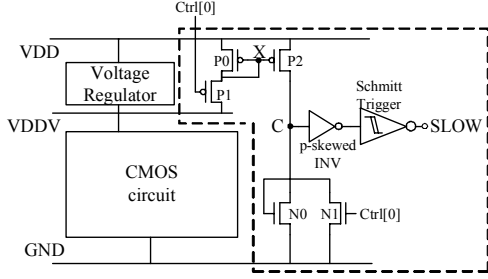 Ctrl[0]
VDD
P0
X
P2
Voltage
Regulator
P1
Schmitt
Trigger
VDDV
C
SLOW
p-skewed
INV
CMOS
circuit
N0
N1
Ctrl[0]
GND